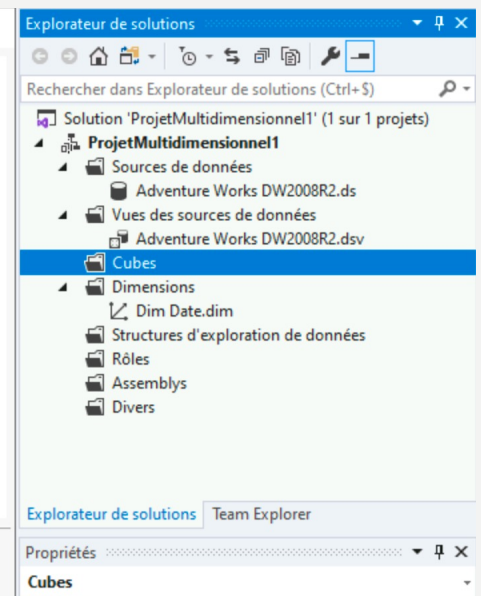 Explorateur de solutions
Rechercher dans Explorateur de solutions (Ctrl+$)
Solution 'ProjetMultidimensionnel1' (1 sur 1 projets)
ProjetMultidimensionnel1
Sources de données
Adventure Works DW2008R2.ds
Vues des sources de données
Adventure Works DW2008R2.dsv
Cubes
Dimensions
Dim Date.dim
Structures d'exploration de données
Rôles
Assemblys
Divers
Explorateur de solutions Team Explorer
Propriétés
Cubes